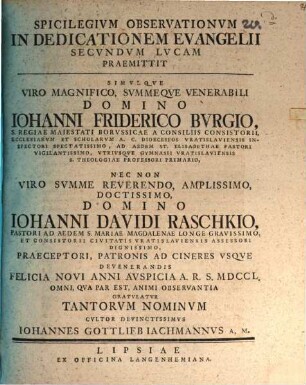 SPICILEGIVM OBSERVATIONVM
IN DEDICATIONEM EVANGELII
SECVNDVM LVCAM
PRAEMITTIT
SIMVLQVE
VIRO MAGNIFICO, SVMMEQVE VENERABILI
DOMINO
IOHANNI FRIDERICO BVRGIO,
S. REGIAE MAIESTATI BORVSSICAE A CONSILIIS CONSISTORII,
ECCLESIARVM ET SCHOLARVM A. C. DIOECESEOS VRATISLAVIENSIS IN-
SPECTORI SPECTATISSIMO, AD AEDEM ST. ELISABETHAE PASTORI
VIGILANTISSIMO, VTRIVSQVE GYMNASII VRATISLAVIENSIS
S. THEOLOGIAE PROFESSORI PRIMARIO,
NEC NON
VIRO SVMME REVERENDO, AMPLISSIMO,
DOCTISSIMO,
DOMINO
IOHANNI DAVIDI RASCHKIO,
PASTORI AD AEDEM S. MARIAE MAGDALENAE LONGE GRAVISSIMO,
ET CONSISTORII CIVITATIS VRATISLAVIENSIS ASSESSORI
DIGNISSIMO,
PRAECEPTORI, PATRONIS AD CINERES VSQVE
DEVENERANDIS
FELICIA NOVI ANNI AVSPICIA A. R. S. MDCCL,
OMNI, QVA PAR EST, ANIMI OBSERVANTIA
GRATVLATVR
TANTORVM NOMINVM
CVLTOR DEVINCTISSIMVS
IOHANNES GOTTLIEB IACHMANNVS A. M.
LIPSIAE
EX OFFICINA LANGENHEMIANA.